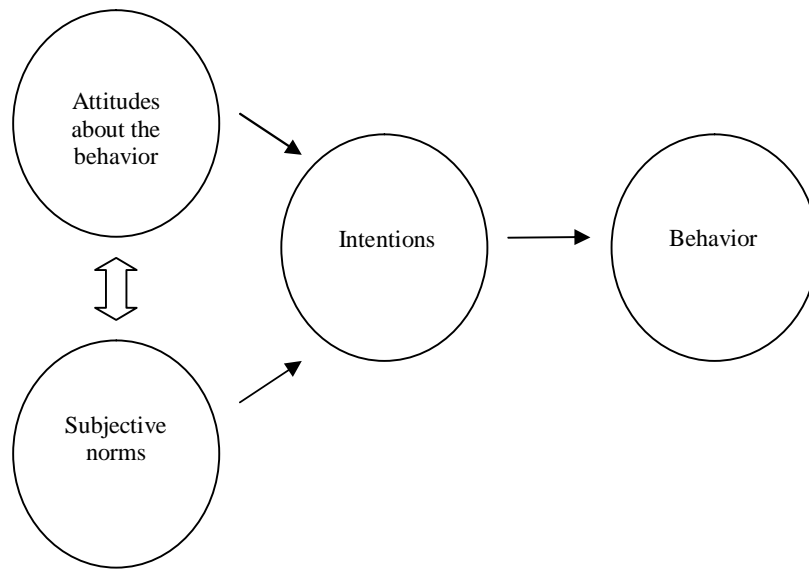 Attitudes
about the
behavior
Intentions
Behavior
Subjective
norms